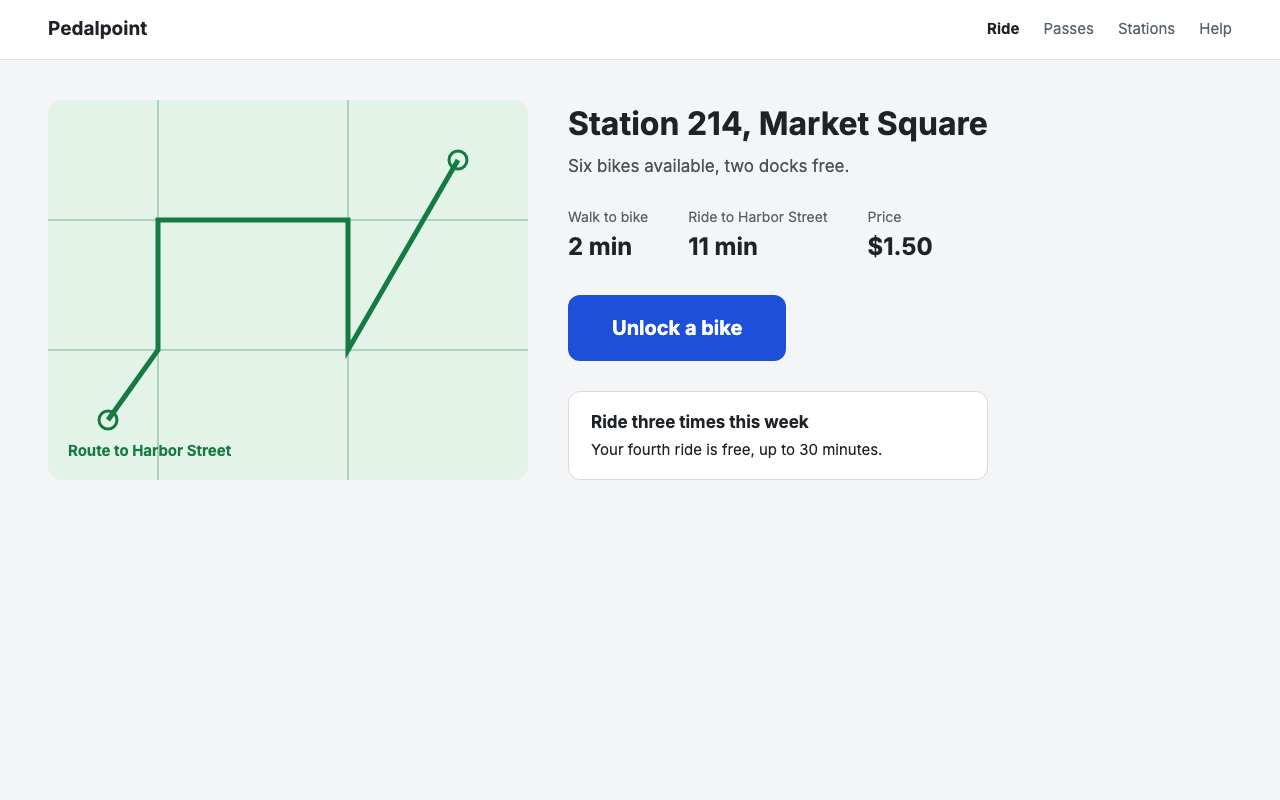 Pedalpoint
Ride Passes Stations Help
Station 214, Market Square
Six bikes available, two docks free.
Walk to bike Ride to Harbor Street Price
2 min 11 min $1.50
Unlock a bike
Ride three times this week
Your fourth ride is free, up to 30 minutes.
Route to Harbor Street